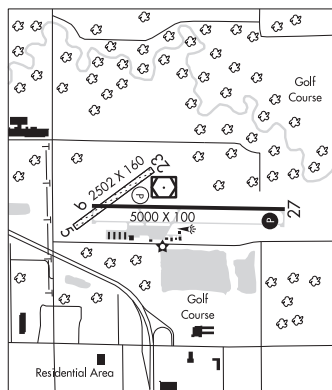 Golf
Course
2502 X 160
23
P
9
5
5000 X 100
27
P
Golf
Course
Residential Area